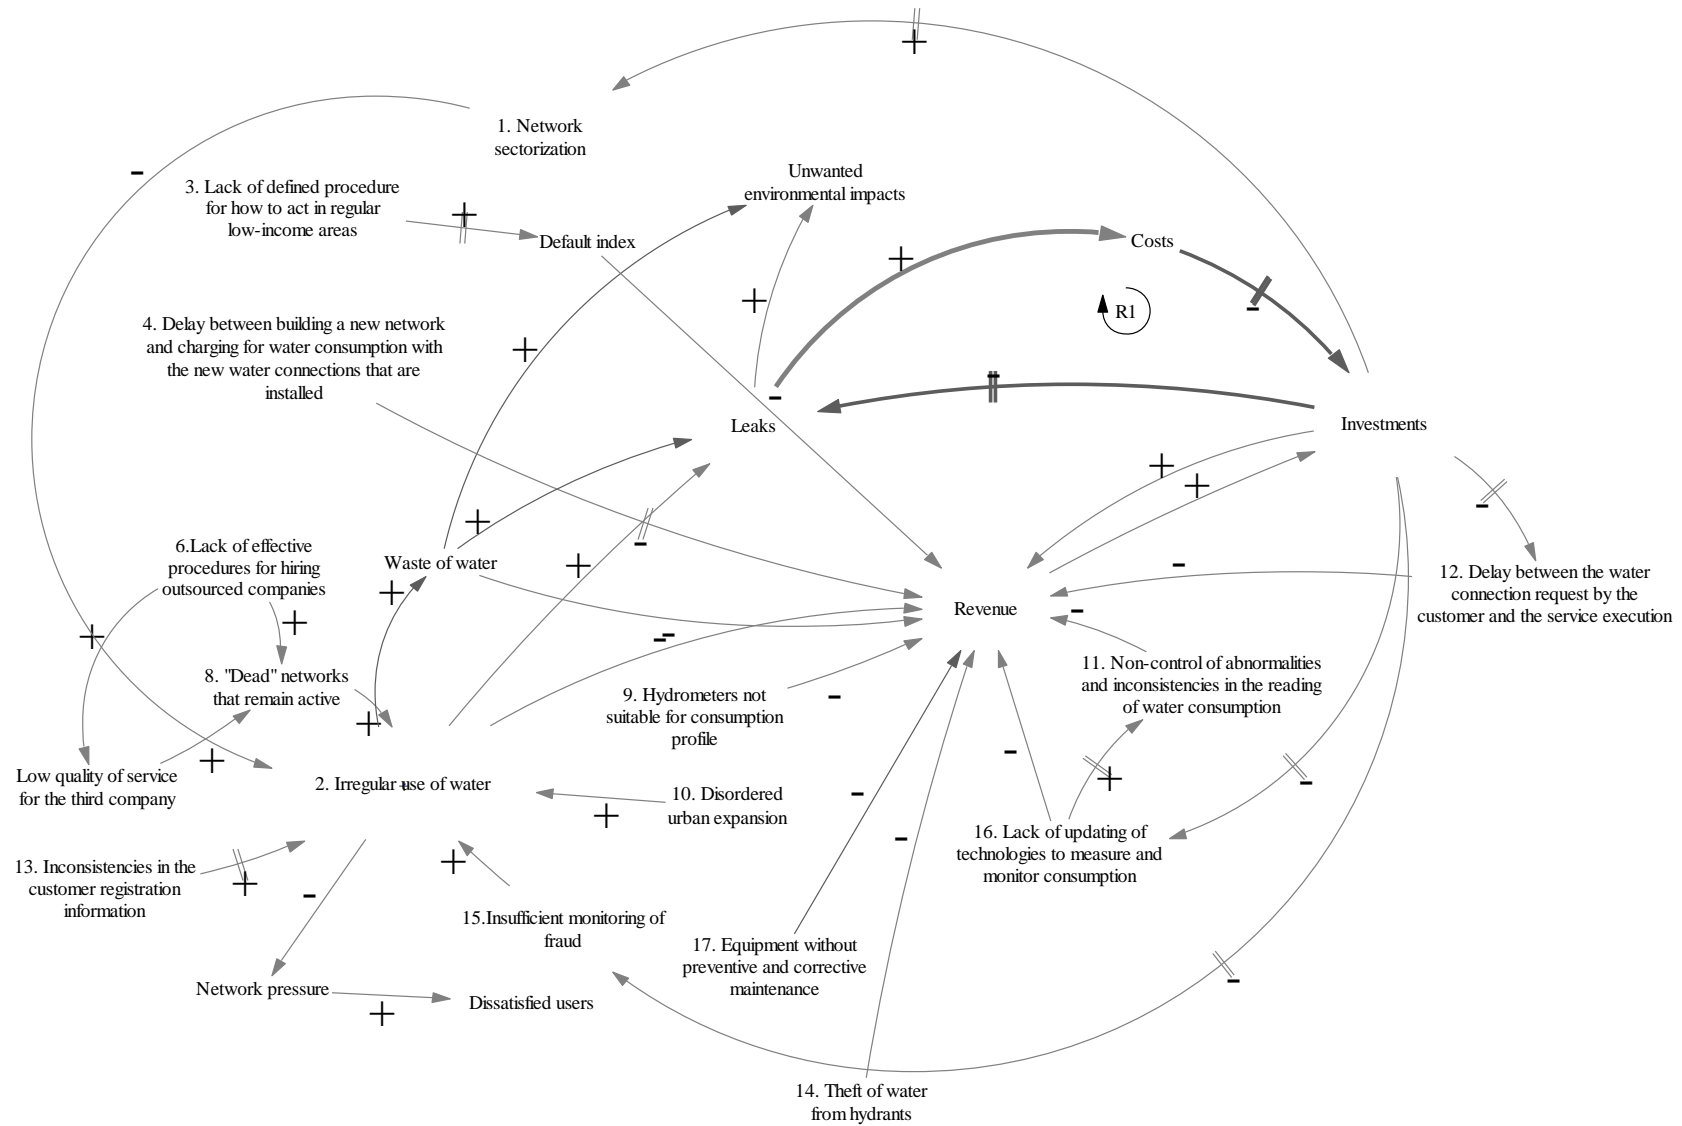 1. Network
sectorization
Unwanted
environmental impacts
3. Lack of defined procedure
for how to act in regular
low-income areas
Default index
Costs
R1
4. Delay between building a new network
and charging for water consumption with
the new water connections that are
installed
Leaks
Investments
6.Lack of effective
procedures for hiring
outsourced companies
Waste of water
Revenue
12. Delay between the water
connection request by the
customer and the service execution
8. "Dead" networks
that remain active
9. Hydrometers not
suitable for consumption
profile
11. Non-control of abnormalities
and inconsistencies in the reading
of water consumption
Low quality of service
for the third company
2. Irregular use of water
10. Disordered
urban expansion
16. Lack of updating of
technologies to measure and
monitor consumption
13. Inconsistencies in the
customer registration
information
15.Insufficient monitoring of
fraud
17. Equipment without
preventive and corrective
maintenance
Network pressure
Dissatisfied users
14. Theft of water
from hydrants